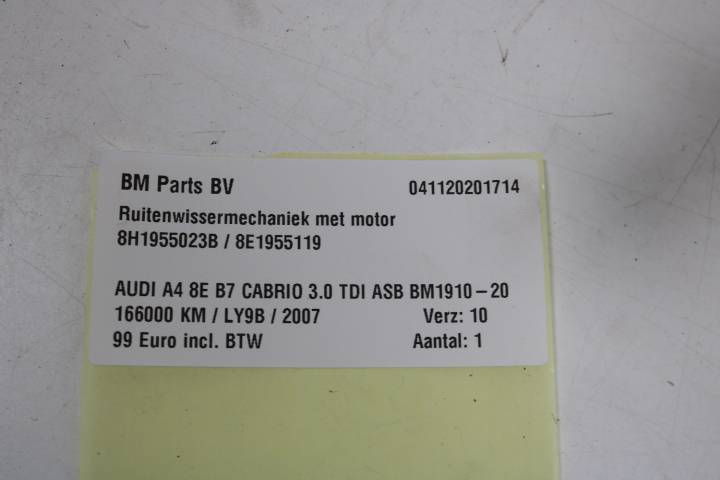 BM Parts BV 041120201714
Ruitenwissermechaniek met motor
8H1955023B / 8E1955119
AUDI A4 8E B7 CABRIO 3.0 TDI ASB BM1910-20
166000 KM / LY9B / 2007 Verz: 10
99 Euro incl. BTW Aantal: 1